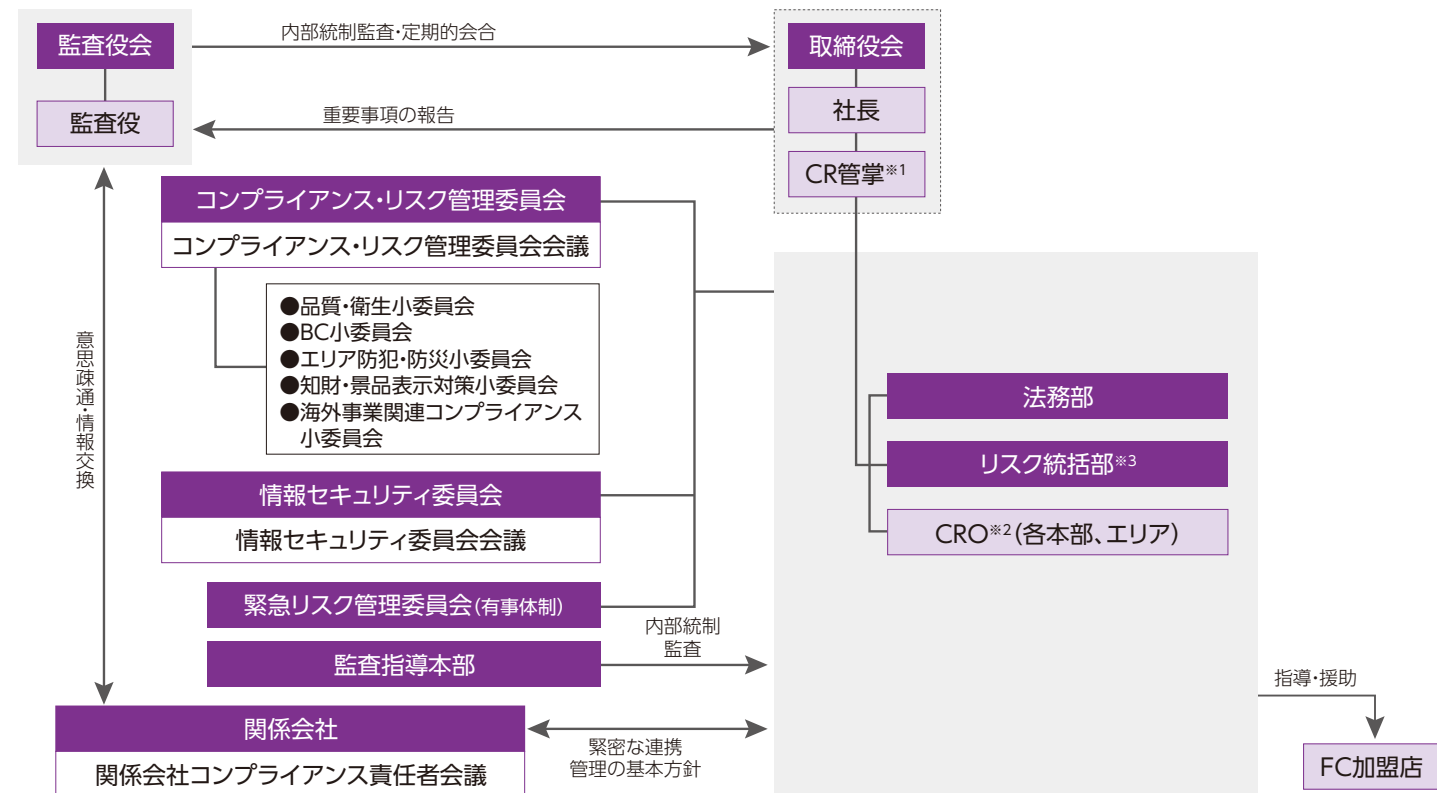 監査役会
内部統制監査・定期的会合
取締役会
監査役
重要事項の報告
社長
CR管掌※1
コンプライアンス・リスク管理委員会
コンプライアンス・リスク管理委員会会議
●品質・衛生小委員会
●BC小委員会
●エリア防犯・防災小委員会
●知財・景品表示対策小委員会
●海外事業関連コンプライアンス
小委員会
意思疎通・情報交換
法務部
リスク統括部※3
CRO※2(各本部、エリア)
情報セキュリティ委員会
情報セキュリティ委員会会議
緊急リスク管理委員会(有事体制)
監査指導本部
内部統制
監査
関係会社
関係会社コンプライアンス責任者会議
緊密な連携
管理の基本方針
指導・援助
FC加盟店